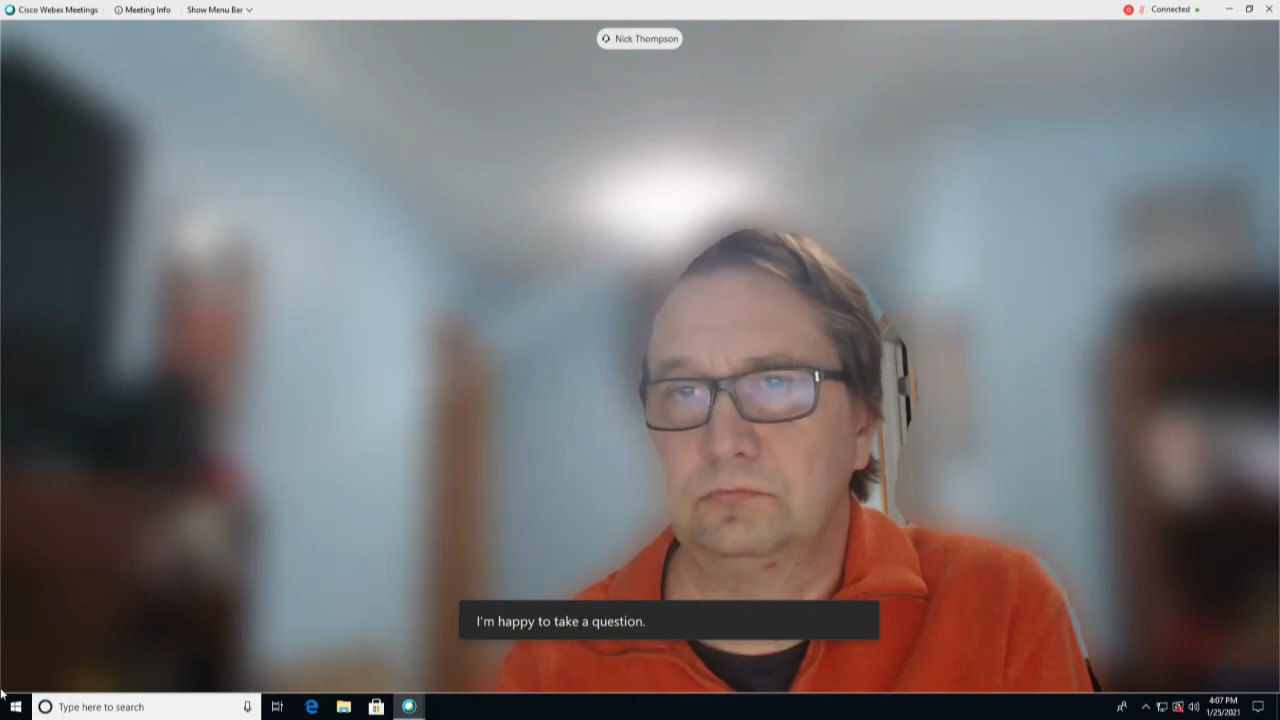 Cisco Webex Meetings
Meeting Info
Show Menu Bar
Connected
Nick Thompson
I'm happy to take a question.
Type here to search
4:07 PM
1/25/2021